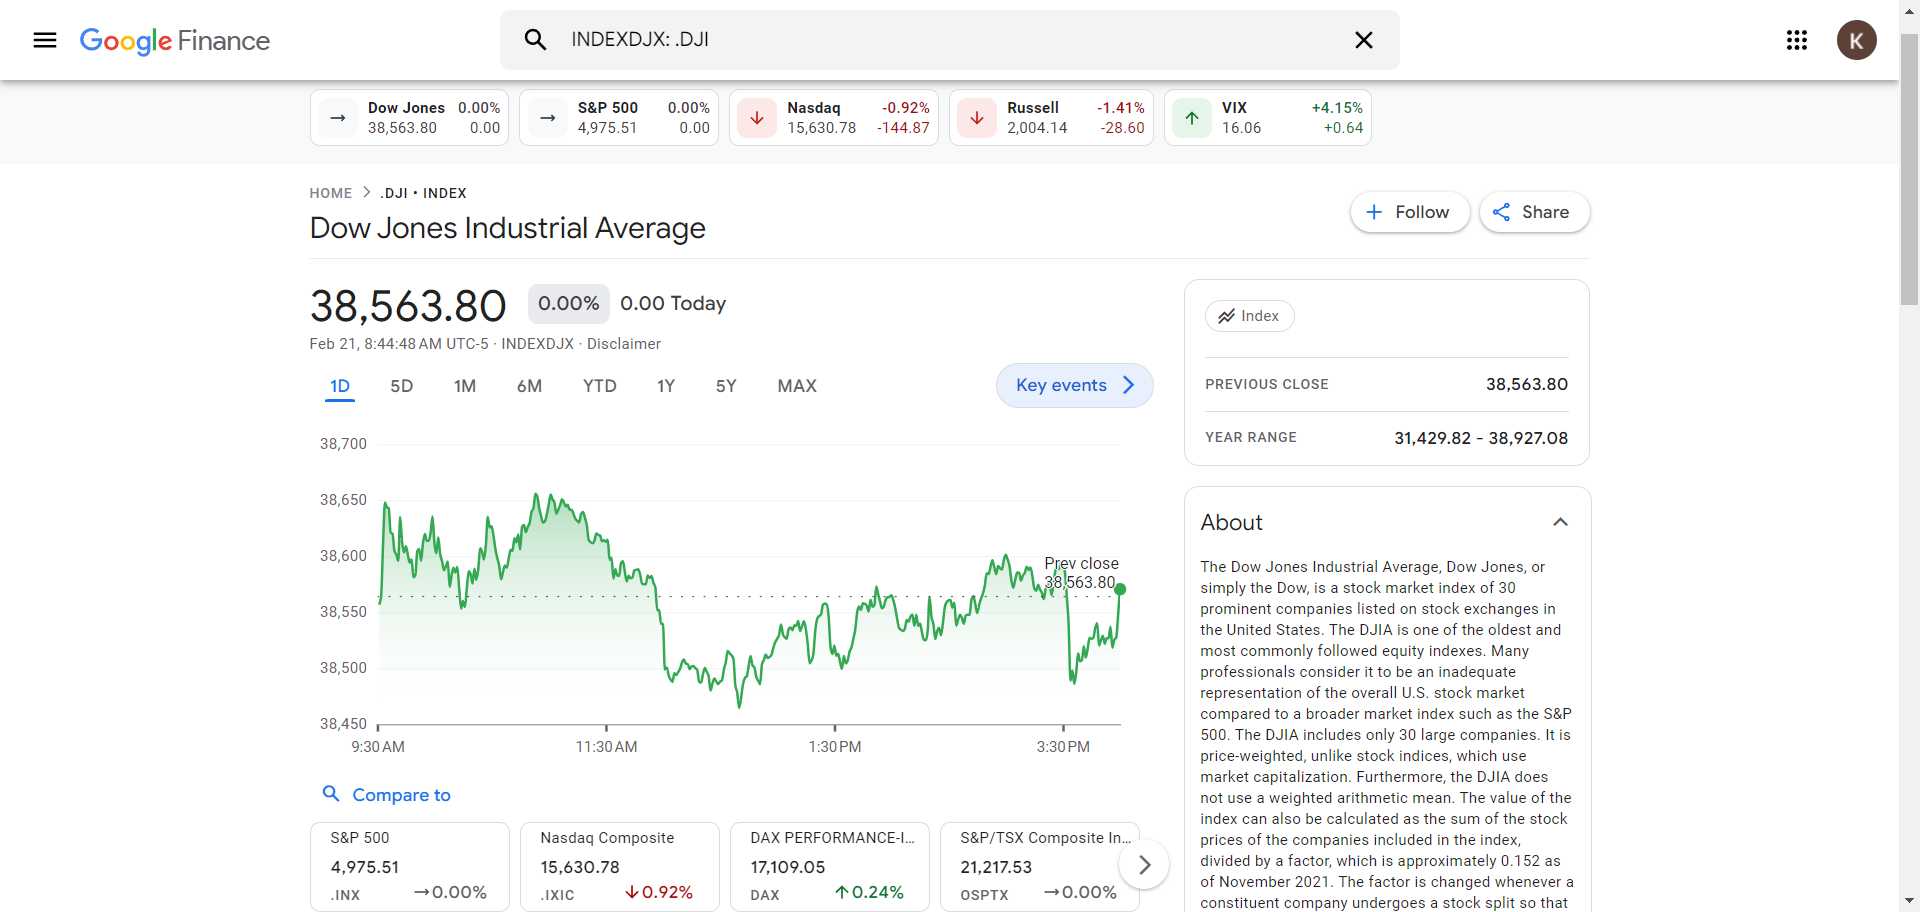 Google Finance
INDEXDJX: .DJI
K
Dow Jones 0.00%
38,563.80 0.00
S&P 500 0.00%
4,975.51 0.00
Nasdaq -0.92%
15,630.78 -144.87
Russell -1.41%
2,004.14 -28.60
VIX +4.15%
16.06 +0.64
HOME > .DJI • INDEX
Dow Jones Industrial Average
Follow
Share
38,563.80 0.00% 0.00 Today
Feb 21, 8:44:48 AM UTC-5 · INDEXDJX · Disclaimer
1D 5D 1M 6M YTD 1Y 5Y MAX
Key events
38,700
38,650
38,600
38,550
38,500
38,450
Prev close
38,563.80
9:30 AM 11:30 AM 1:30 PM 3:30 PM
Compare to
S&P 500
4,975.51
.INX 0.00%
Nasdaq Composite
15,630.78
.IXIC 0.92%
DAX PERFORMANCE-I...
17,109.05
DAX 0.24%
S&P/TSX Composite In...
21,217.53
OSPTX 0.00%
Index
PREVIOUS CLOSE 38,563.80
YEAR RANGE 31,429.82 - 38,927.08
About
The Dow Jones Industrial Average, Dow Jones, or
simply the Dow, is a stock market index of 30
prominent companies listed on stock exchanges in
the United States. The DJIA is one of the oldest and
most commonly followed equity indexes. Many
professionals consider it to be an inadequate
representation of the overall U.S. stock market
compared to a broader market index such as the S&P
500. The DJIA includes only 30 large companies. It is
price-weighted, unlike stock indices, which use
market capitalization. Furthermore, the DJIA does
not use a weighted arithmetic mean. The value of the
index can also be calculated as the sum of the stock
prices of the companies included in the index,
divided by a factor, which is approximately 0.152 as
of November 2021. The factor is changed whenever a
constituent company undergoes a stock split so that